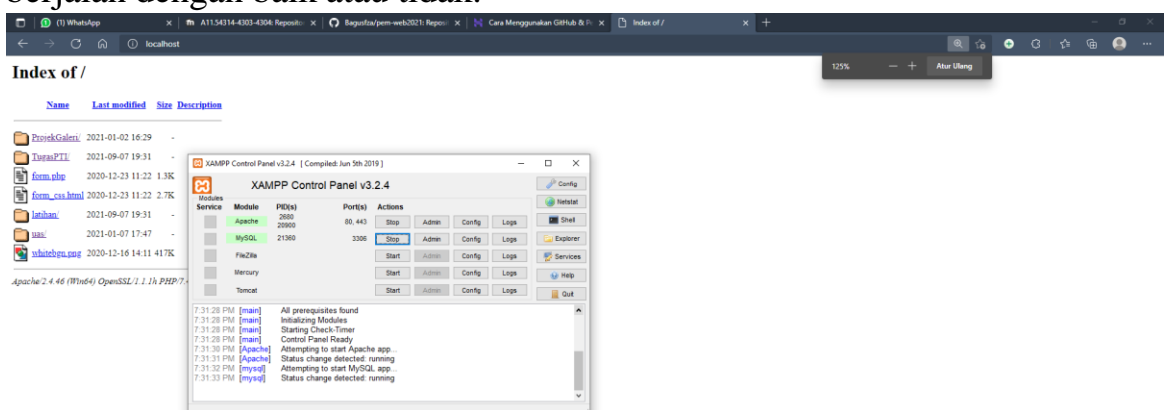 berjalan dengan baik atau tidak.
(1) WhatsApp
A11.54314-4303-4304: Reposito
Bagusfza/pem-web2021: Reposi
Cara Menggunakan GitHub & P
Index of /
localhost
125%
Atur Ulang
Index of /
Name Last modified Size Description
ProjekGaleri/ 2021-01-02 16:29 -
TugasPTI/ 2021-09-07 19:31 -
form.php 2020-12-23 11:22 1.3K
form_css.html 2020-12-23 11:22 2.7K
latihan/ 2021-09-07 19:31 -
uas/ 2021-01-07 17:47 -
whitebgn.png 2020-12-16 14:11 417K
Apache/2.4.46 (Win64) OpenSSL/1.1.1h PHP/7.
XAMPP Control Panel v3.2.4 [ Compiled: Jun 5th 2019 ]
XAMPP Control Panel v3.2.4
Modules
Service Module PID(s) Port(s) Actions
Apache 2680 20900 80, 443 Stop Admin Config Logs
MySQL 21360 3306 Stop Admin Config Logs
FileZilla Start Admin Config Logs
Mercury Start Admin Config Logs
Tomcat Start Admin Config Logs
Config
Netstat
Shell
Explorer
Services
Help
Quit
7:31:28 PM [main] All prerequisites found
7:31:28 PM [main] Initializing Modules
7:31:28 PM [main] Starting Check-Timer
7:31:28 PM [main] Control Panel Ready
7:31:30 PM [Apache] Attempting to start Apache app...
7:31:31 PM [Apache] Status change detected: running
7:31:32 PM [mysql] Attempting to start MySQL app...
7:31:33 PM [mysql] Status change detected: running